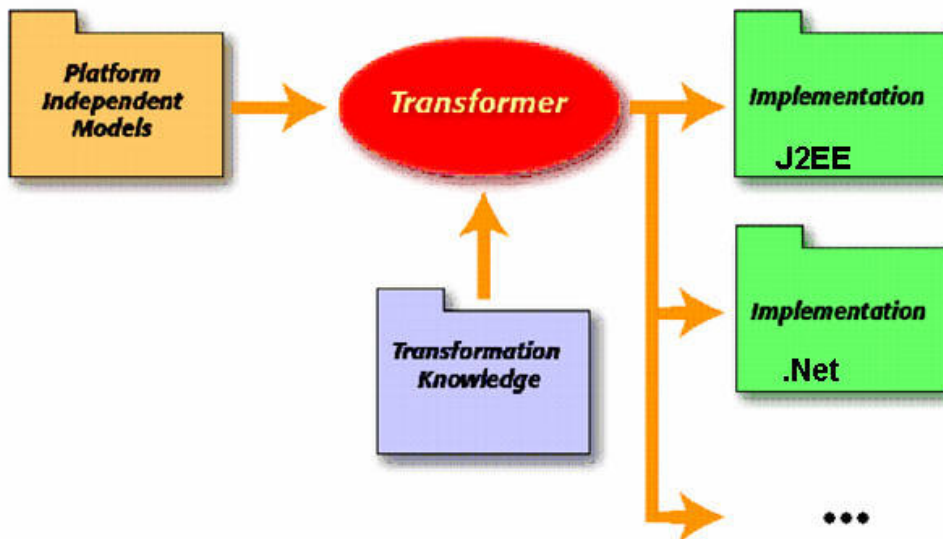 Platform
Independent
Models
Transformer
Implementation
J2EE
Transformation
Knowledge
Implementation
.Net
...